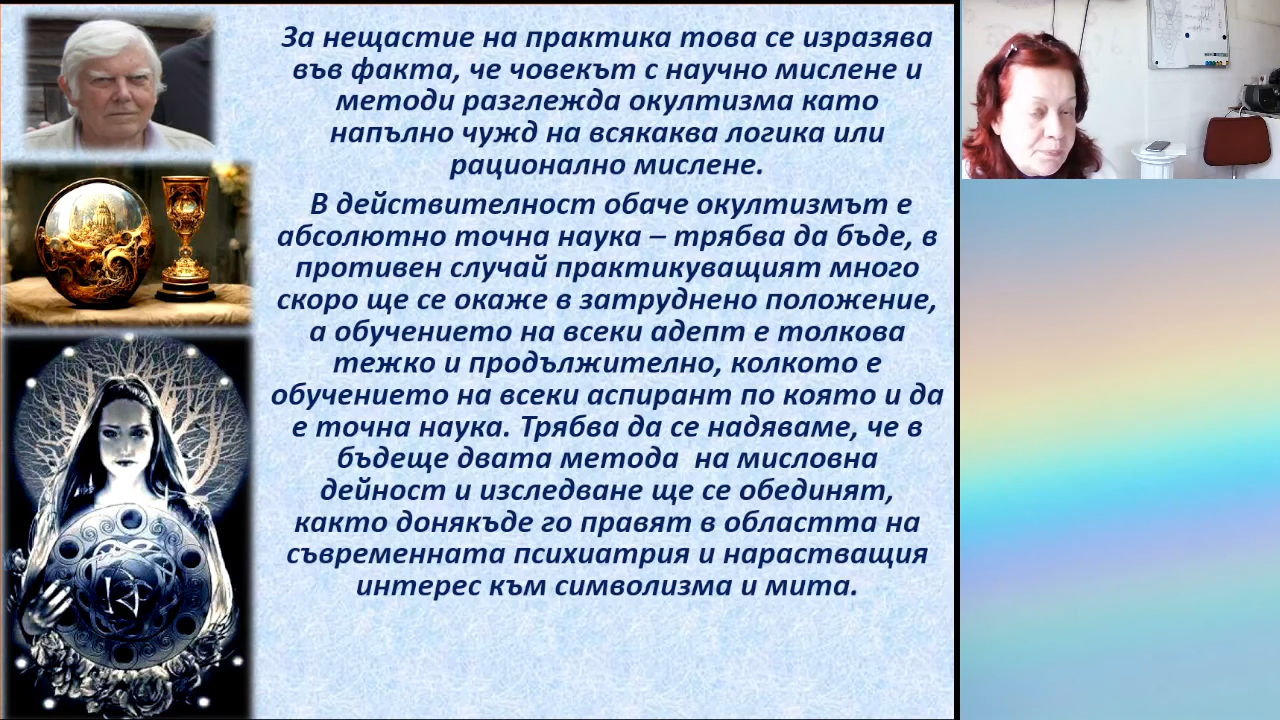 За нещастие на практика това се изразява
във факта, че човекът с научно мислене и
методи разглежда окултизма като
напълно чужд на всякаква логика или
рационално мислене.
В действителност обаче окултизмът е
абсолютно точна наука – трябва да бъде, в
противен случай практикуващият много
скоро ще се окаже в затруднено положение,
а обучението на всеки адепт е толкова
тежко и продължително, колкото е
обучението на всеки аспирант по която и да
е точна наука. Трябва да се надяваме, че в
бъдеще двата метода на мисловна
дейност и изследване ще се обединят,
както донякъде го правят в областта на
съвременната психиатрия и нарастващия
интерес към символизма и мита.